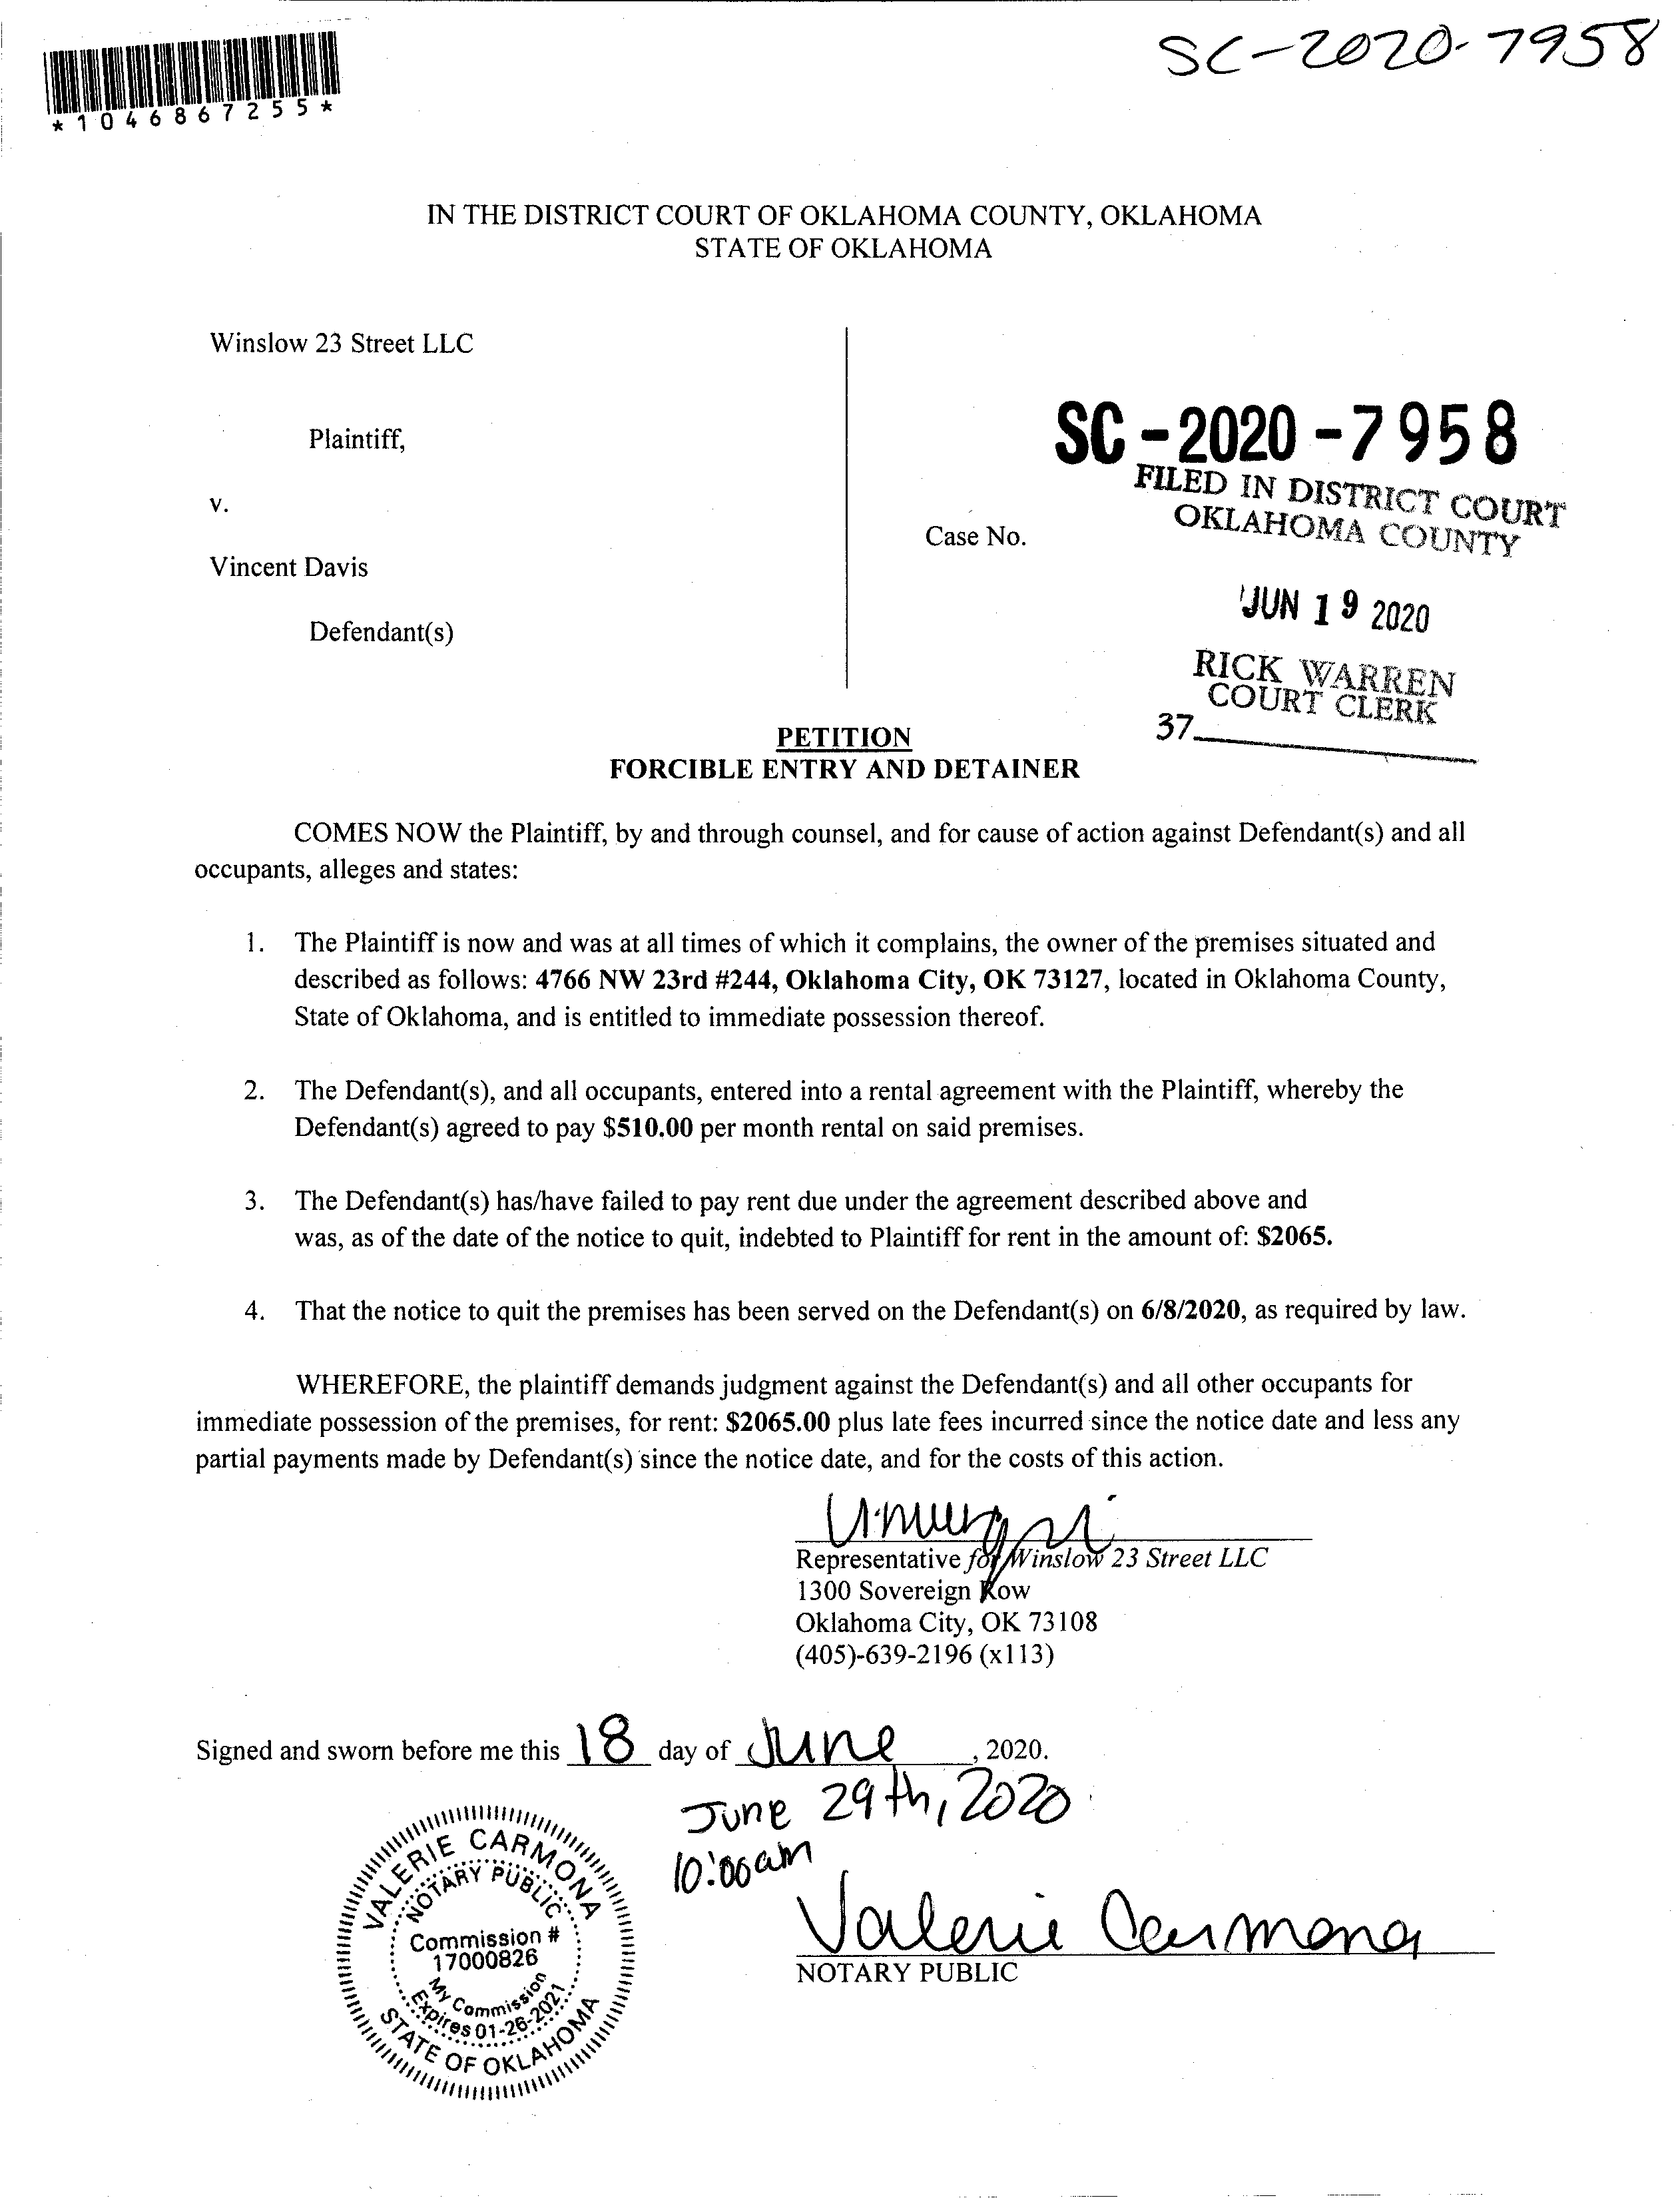 SC-2020-7958
*1046867255*
IN THE DISTRICT COURT OF OKLAHOMA COUNTY, OKLAHOMA
STATE OF OKLAHOMA
Winslow 23 Street LLC
Plaintiff,
v.
Vincent Davis
Defendant(s)
Case No.
SC-2020-7958
FILED IN DISTRICT COURT
OKLAHOMA COUNTY
JUN 19 2020
RICK WARREN
COURT CLERK
37
PETITION
FORCIBLE ENTRY AND DETAINER
COMES NOW the Plaintiff, by and through counsel, and for cause of action against Defendant(s) and all
occupants, alleges and states:
1. The Plaintiff is now and was at all times of which it complains, the owner of the premises situated and
described as follows: 4766 NW 23rd #244, Oklahoma City, OK 73127, located in Oklahoma County,
State of Oklahoma, and is entitled to immediate possession thereof.
2. The Defendant(s), and all occupants, entered into a rental agreement with the Plaintiff, whereby the
Defendant(s) agreed to pay $510.00 per month rental on said premises.
3. The Defendant(s) has/have failed to pay rent due under the agreement described above and
was, as of the date of the notice to quit, indebted to Plaintiff for rent in the amount of: $2065.
4. That the notice to quit the premises has been served on the Defendant(s) on 6/8/2020, as required by law.
WHEREFORE, the plaintiff demands judgment against the Defendant(s) and all other occupants for
immediate possession of the premises, for rent: $2065.00 plus late fees incurred since the notice date and less any
partial payments made by Defendant(s) since the notice date, and for the costs of this action.
Representative for Winslow 23 Street LLC
1300 Sovereign Row
Oklahoma City, OK 73108
(405)-639-2196 (x113)
Signed and sworn before me this 18 day of June, 2020.
June 29th, 2020
10:00am
Valerie Carmona
NOTARY PUBLIC
VALERIE CARMONA
NOTARY PUBLIC
Commission #
17000826
My Commission
Expires 01-26-2021
STATE OF OKLAHOMA